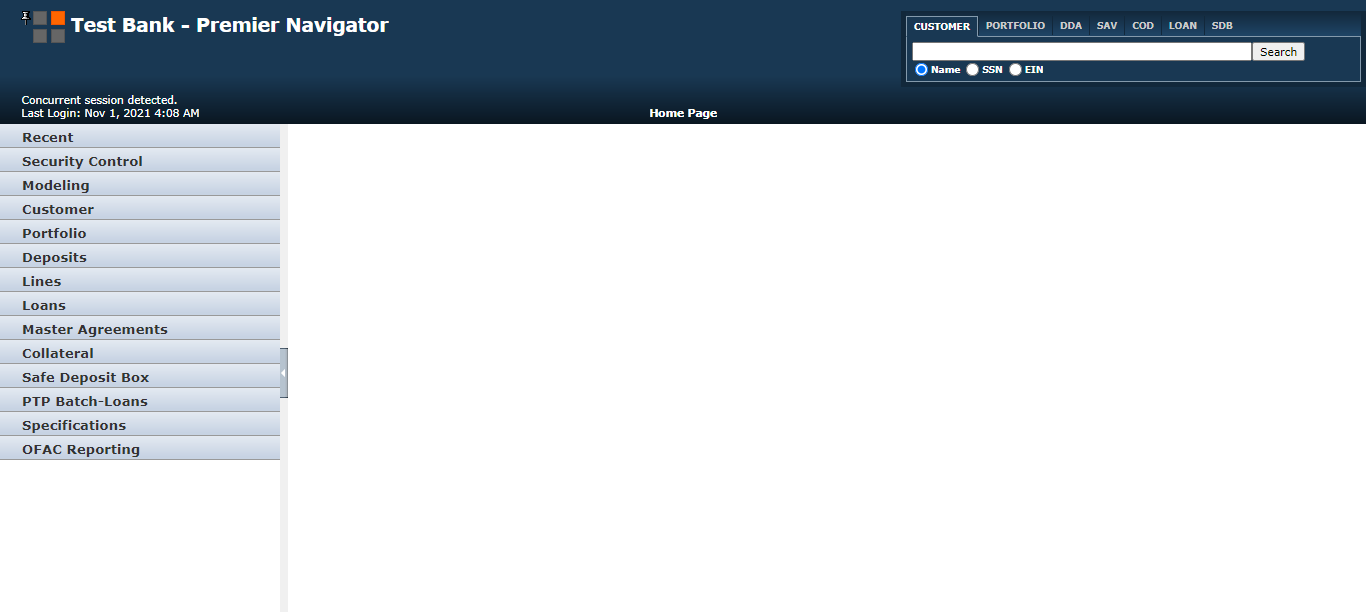 Test Bank - Premier Navigator
CUSTOMER PORTFOLIO DDA SAV COD LOAN SDB
Search
Name SSN EIN
Concurrent session detected.
Last Login: Nov 1, 2021 4:08 AM
Home Page
Recent
Security Control
Modeling
Customer
Portfolio
Deposits
Lines
Loans
Master Agreements
Collateral
Safe Deposit Box
PTP Batch-Loans
Specifications
OFAC Reporting